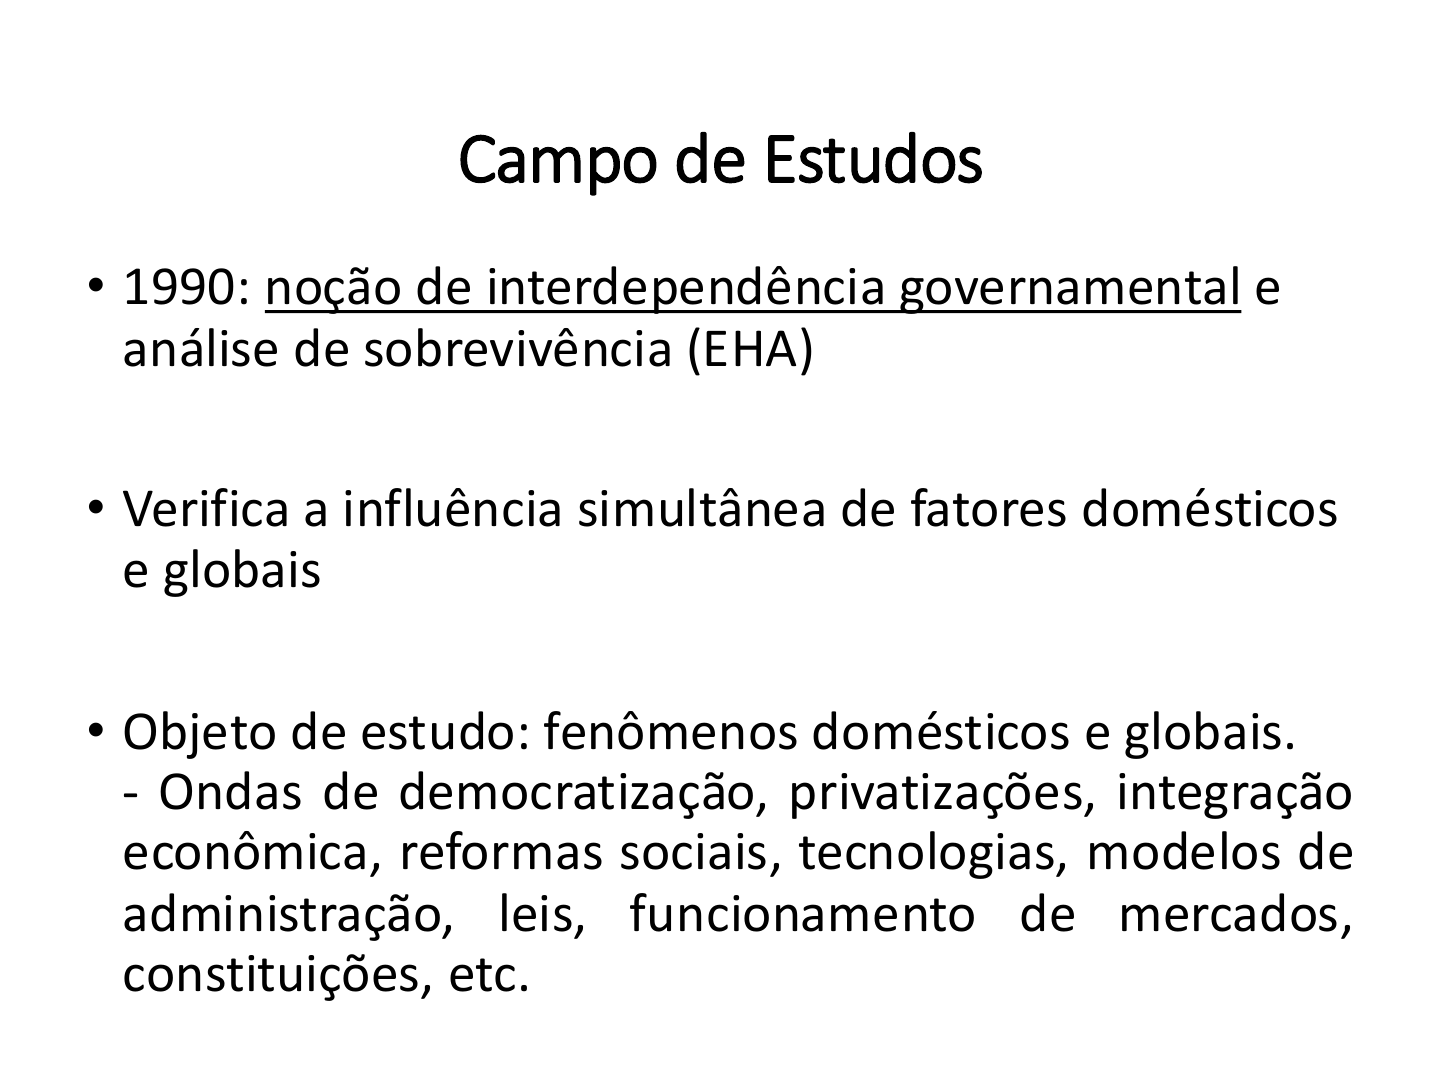 Campo de Estudos
• 1990: noção de interdependência governamental e
análise de sobrevivência (EHA)
• Verifica a influência simultânea de fatores domésticos
e globais
• Objeto de estudo: fenômenos domésticos e globais.
- Ondas de democratização, privatizações, integração
econômica, reformas sociais, tecnologias, modelos de
administração, leis, funcionamento de mercados,
constituições, etc.